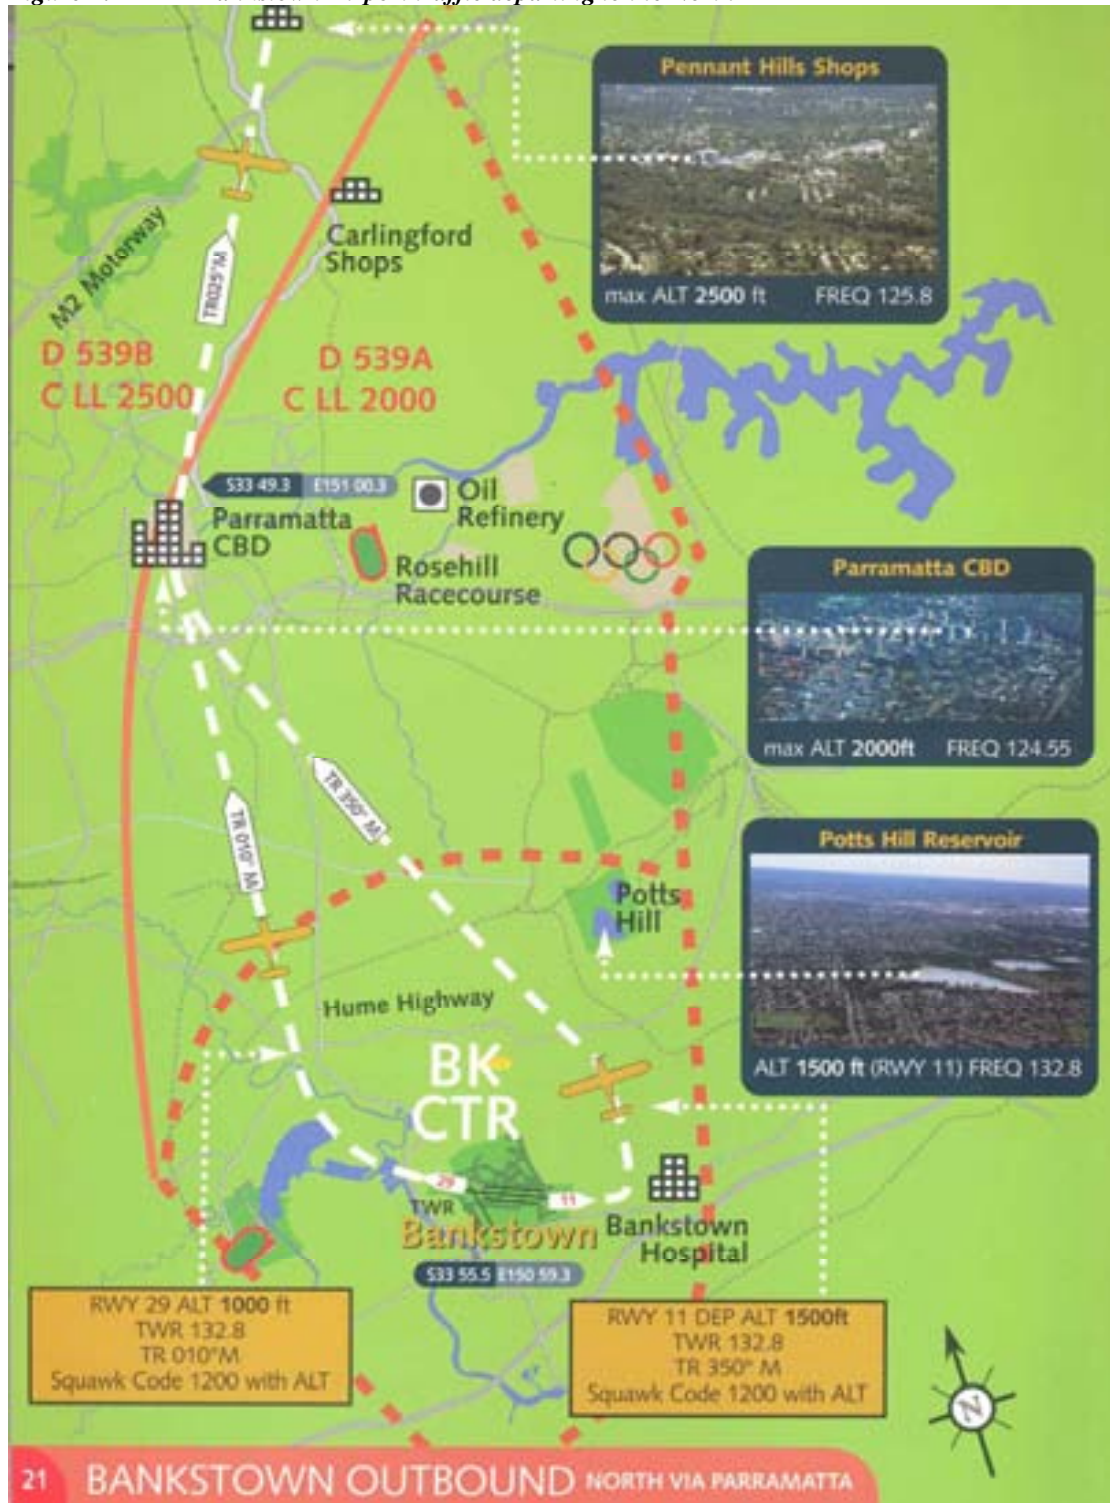 Pennant Hills Shops
max ALT 2500 ft FREQ 125.8
Carlingford
Shops
M2 Motorway
TR025°M
D 539B
C LL 2500
D 539A
C LL 2000
S33 49.3 E151 00.3
Parramatta
CBD
Oil
Refinery
Rosehill
Racecourse
Parramatta CBD
max ALT 2000ft FREQ 124.55
TR 350° M
TR 010° M
Potts Hill Reservoir
ALT 1500 ft (RWY 11) FREQ 132.8
Potts
Hill
Hume Highway
BK
CTR
29
11
TWR
Bankstown
S33 55.5 E150 59.3
Bankstown
Hospital
RWY 29 ALT 1000 ft
TWR 132.8
TR 010°M
Squawk Code 1200 with ALT
RWY 11 DEP ALT 1500ft
TWR 132.8
TR 350° M
Squawk Code 1200 with ALT
N
21 BANKSTOWN OUTBOUND NORTH VIA PARRAMATTA